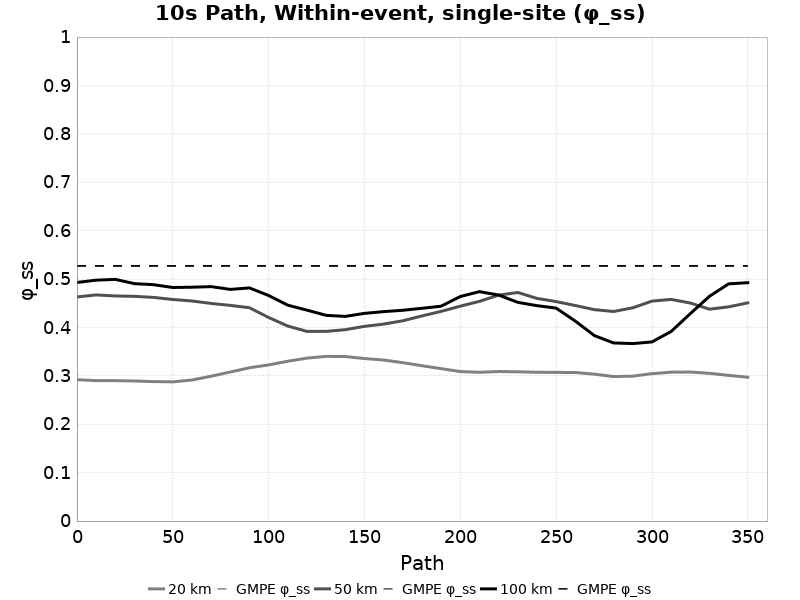 10s Path, Within-event, single-site (φ_ss)
1
0.9
0.8
0.7
0.6
0.5
0.4
0.3
0.2
0.1
0
φ_ss
0 50 100 150 200 250 300 350
Path
20 km GMPE φ_ss 50 km GMPE φ_ss 100 km GMPE φ_ss